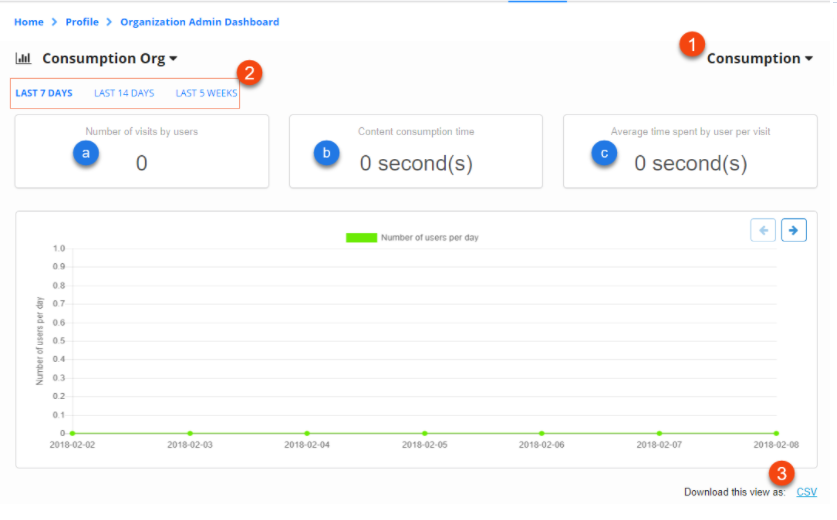 Home > Profile > Organization Admin Dashboard
1
Consumption Org
Consumption
2
LAST 7 DAYS LAST 14 DAYS LAST 5 WEEKS
Number of visits by users
a
0
Content consumption time
b
0 second(s)
Average time spent by user per visit
c
0 second(s)
Number of users per day
Number of users per day
1.0
0.9
0.8
0.7
0.6
0.5
0.4
0.3
0.2
0.1
0
2018-02-02 2018-02-03 2018-02-04 2018-02-05 2018-02-06 2018-02-07 2018-02-08
3
Download this view as: CSV